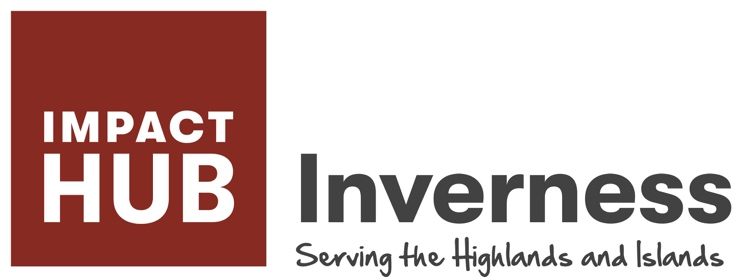 IMPACT
HUB
Inverness
Serving the Highlands and Islands